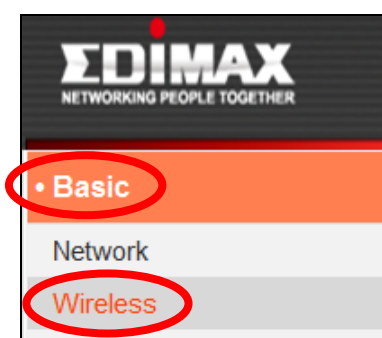 EDIMAX
NETWORKING PEOPLE TOGETHER
• Basic
Network
Wireless